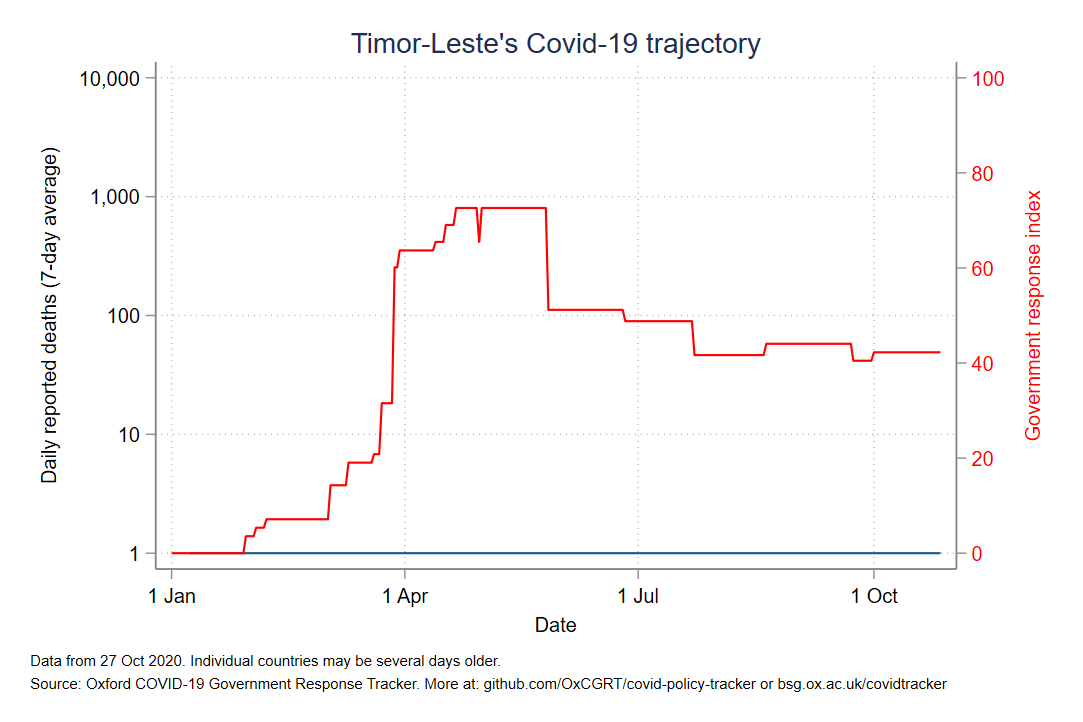 Timor-Leste's Covid-19 trajectory
Daily reported deaths (7-day average)
10,000
1,000
100
10
1
100
80
60
40
20
0
Government response index
1 Jan
1 Apr
1 Jul
1 Oct
Date
Data from 27 Oct 2020. Individual countries may be several days older.
Source: Oxford COVID-19 Government Response Tracker. More at: github.com/OxCGRT/covid-policy-tracker or bsg.ox.ac.uk/covidtracker